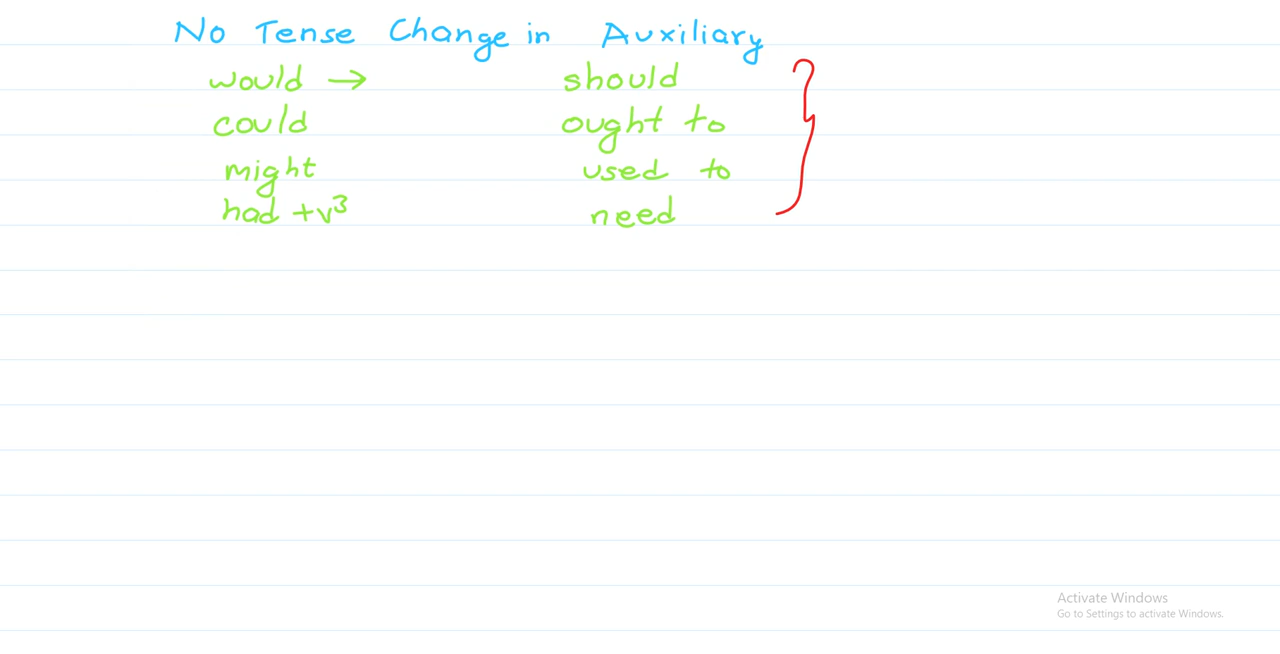 No Tense Change in Auxiliary
would → should
could ought to
might used to
had +v³ need
Activate Windows
Go to Settings to activate Windows.